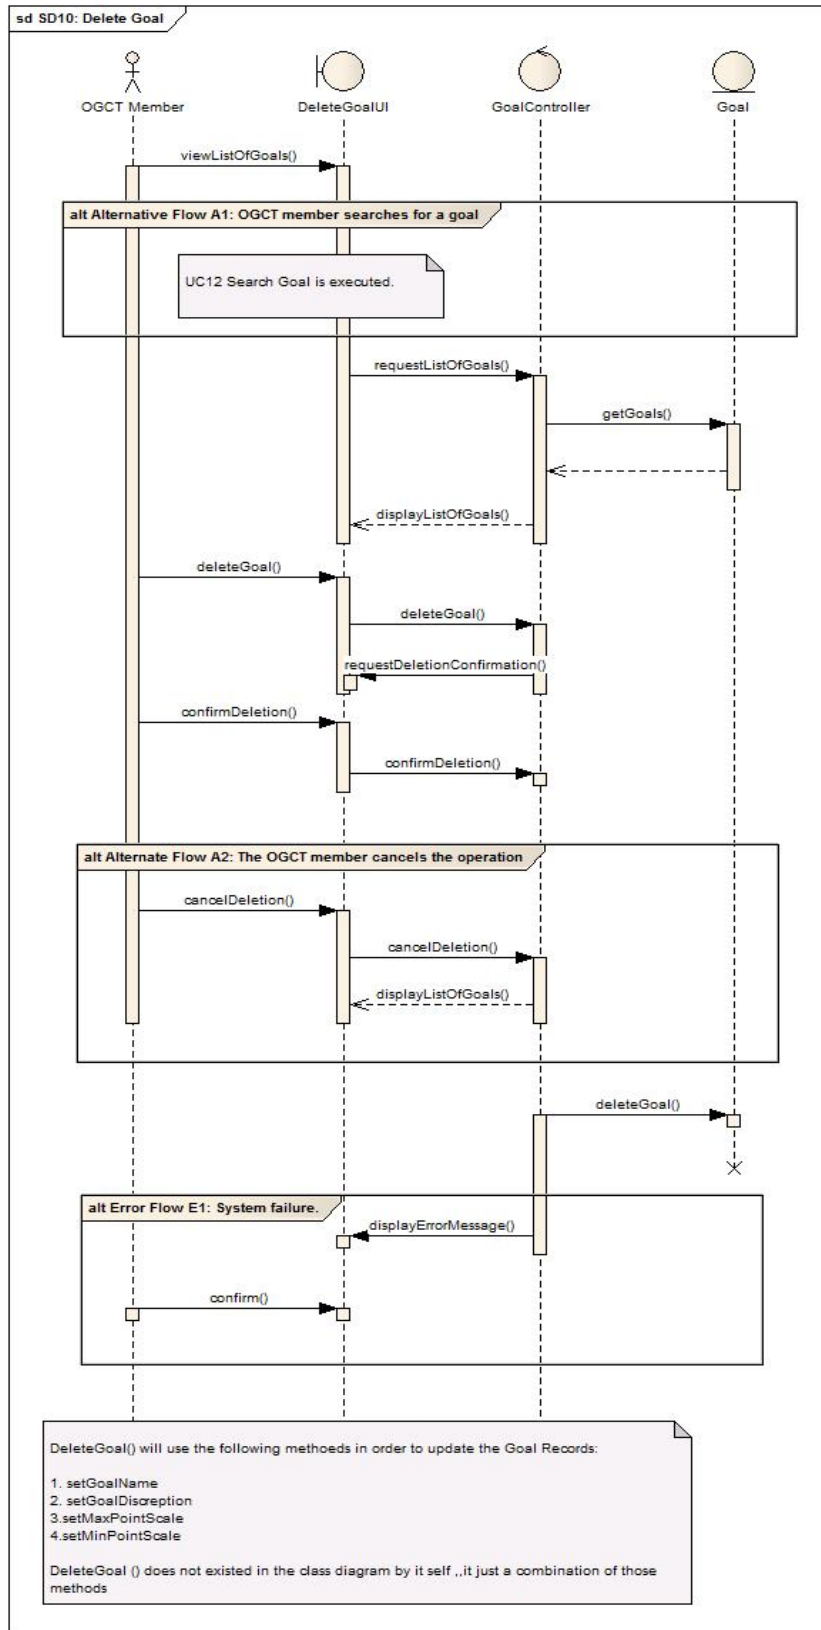 sd SD10: Delete Goal
OGCT Member
DeleteGoalUI
GoalController
Goal
viewListOfGoals()
alt Alternative Flow A1: OGCT member searches for a goal
UC12 Search Goal is executed.
requestListOfGoals()
getGoals()
displayListOfGoals()
deleteGoal()
deleteGoal()
requestDeletionConfirmation()
confirmDeletion()
confirmDeletion()
alt Alternate Flow A2: The OGCT member cancels the operation
cancelDeletion()
cancelDeletion()
displayListOfGoals()
deleteGoal()
alt Error Flow E1: System failure.
displayErrorMessage()
confirm()
DeleteGoal() will use the following methoeds in order to update the Goal Records:
1. setGoalName
2. setGoalDiscreption
3.setMaxPointScale
4.setMinPointScale
DeleteGoal () does not existed in the class diagram by it self ,,it just a combination of those
methods